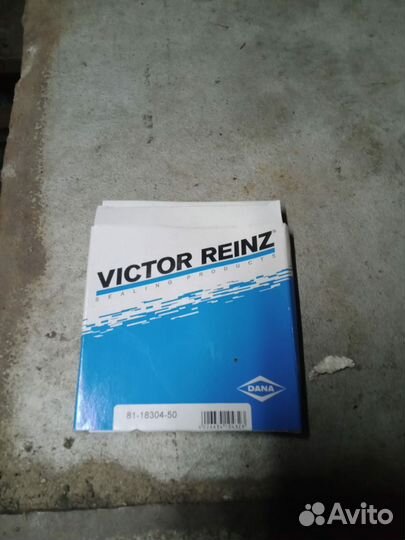 VICTOR REINZ®
SEALING PRODUCTS
DANA
81-18304-50
Avito